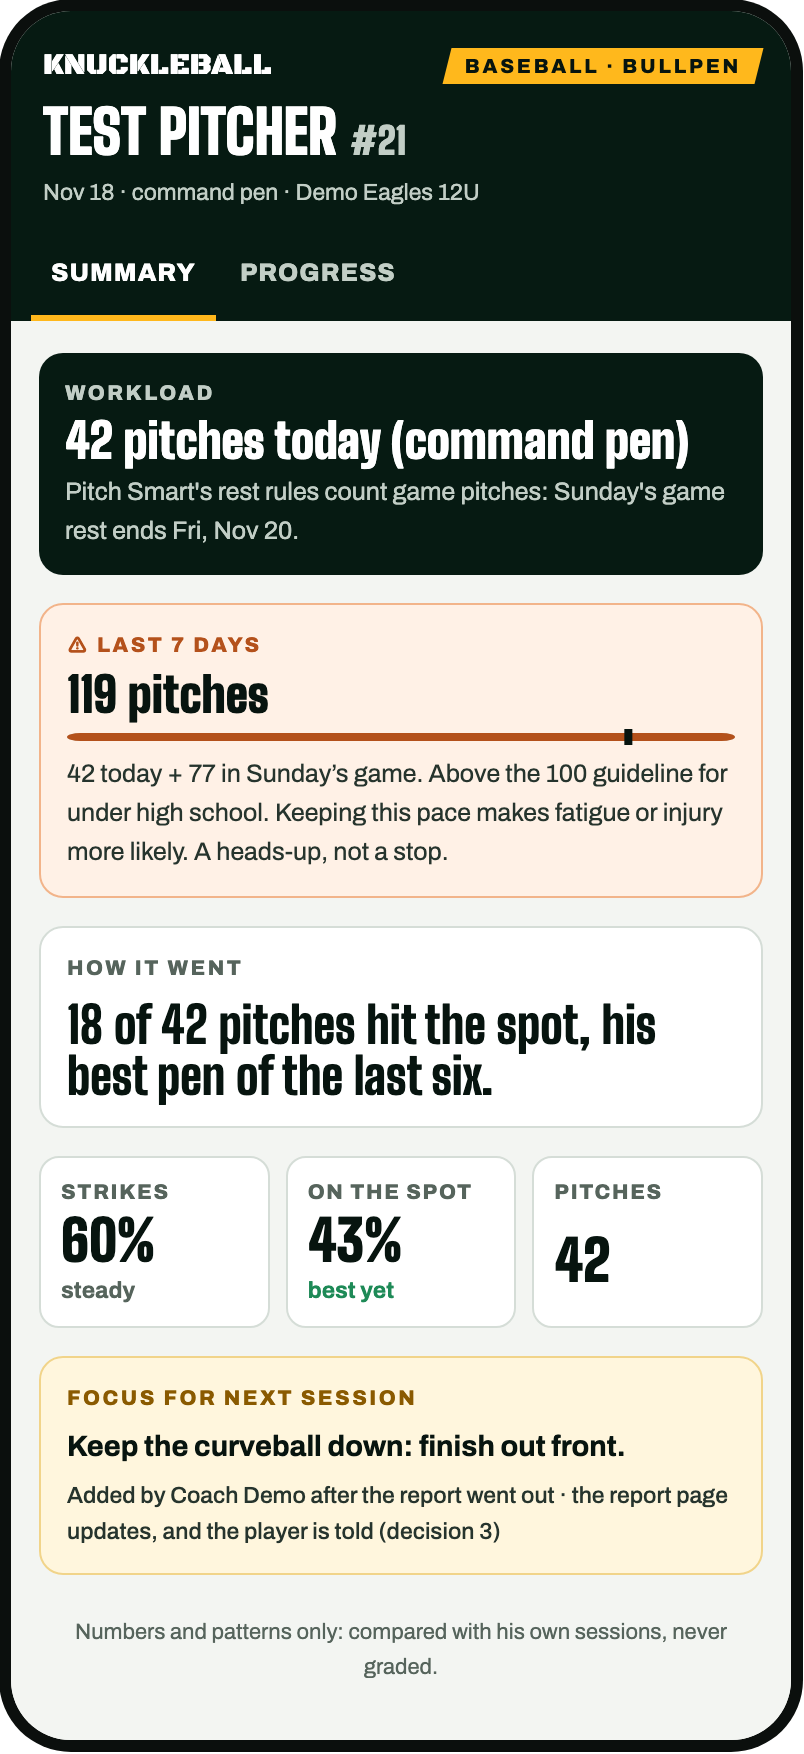 KNUCKLEBALL
BASEBALL · BULLPEN
TEST PITCHER #21
Nov 18 · command pen · Demo Eagles 12U
SUMMARY
PROGRESS
WORKLOAD
42 pitches today (command pen)
Pitch Smart's rest rules count game pitches: Sunday's game
rest ends Fri, Nov 20.
LAST 7 DAYS
119 pitches
42 today + 77 in Sunday’s game. Above the 100 guideline for
under high school. Keeping this pace makes fatigue or injury
more likely. A heads-up, not a stop.
HOW IT WENT
18 of 42 pitches hit the spot, his
best pen of the last six.
STRIKES
60%
steady
ON THE SPOT
43%
best yet
PITCHES
42
FOCUS FOR NEXT SESSION
Keep the curveball down: finish out front.
Added by Coach Demo after the report went out · the report page
updates, and the player is told (decision 3)
Numbers and patterns only: compared with his own sessions, never
graded.